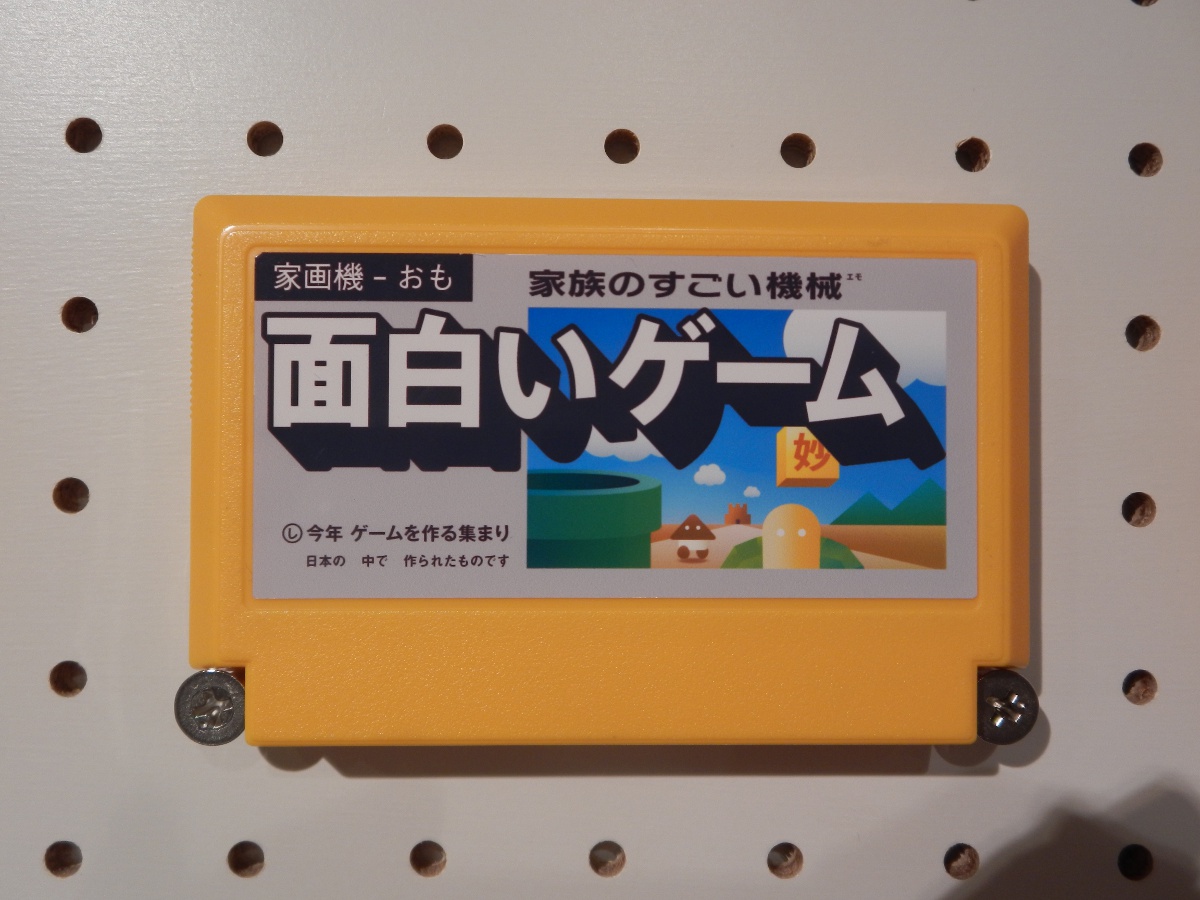 家画機－おも
家族のすごい機械エモ
面白いゲーム
妙
Ⓛ今年 ゲームを作る集まり
日本の 中で 作られたものです